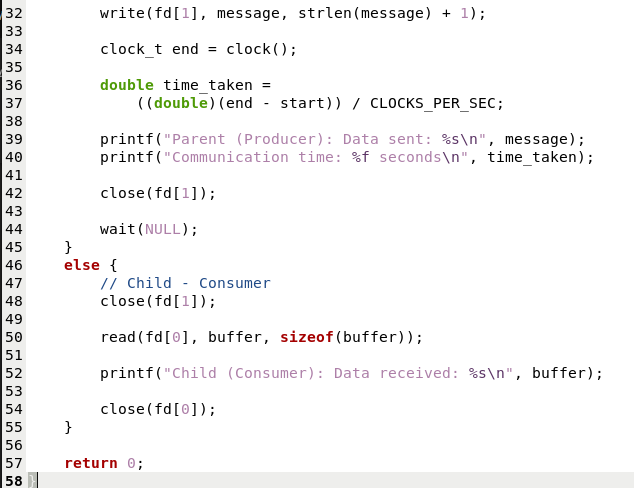 32        write(fd[1], message, strlen(message) + 1);
33
34        clock_t end = clock();
35
36        double time_taken =
37            ((double)(end - start)) / CLOCKS_PER_SEC;
38
39        printf("Parent (Producer): Data sent: %s\n", message);
40        printf("Communication time: %f seconds\n", time_taken);
41
42        close(fd[1]);
43
44        wait(NULL);
45    }
46    else {
47        // Child - Consumer
48        close(fd[1]);
49
50        read(fd[0], buffer, sizeof(buffer));
51
52        printf("Child (Consumer): Data received: %s\n", buffer);
53
54        close(fd[0]);
55    }
56
57    return 0;
58 }